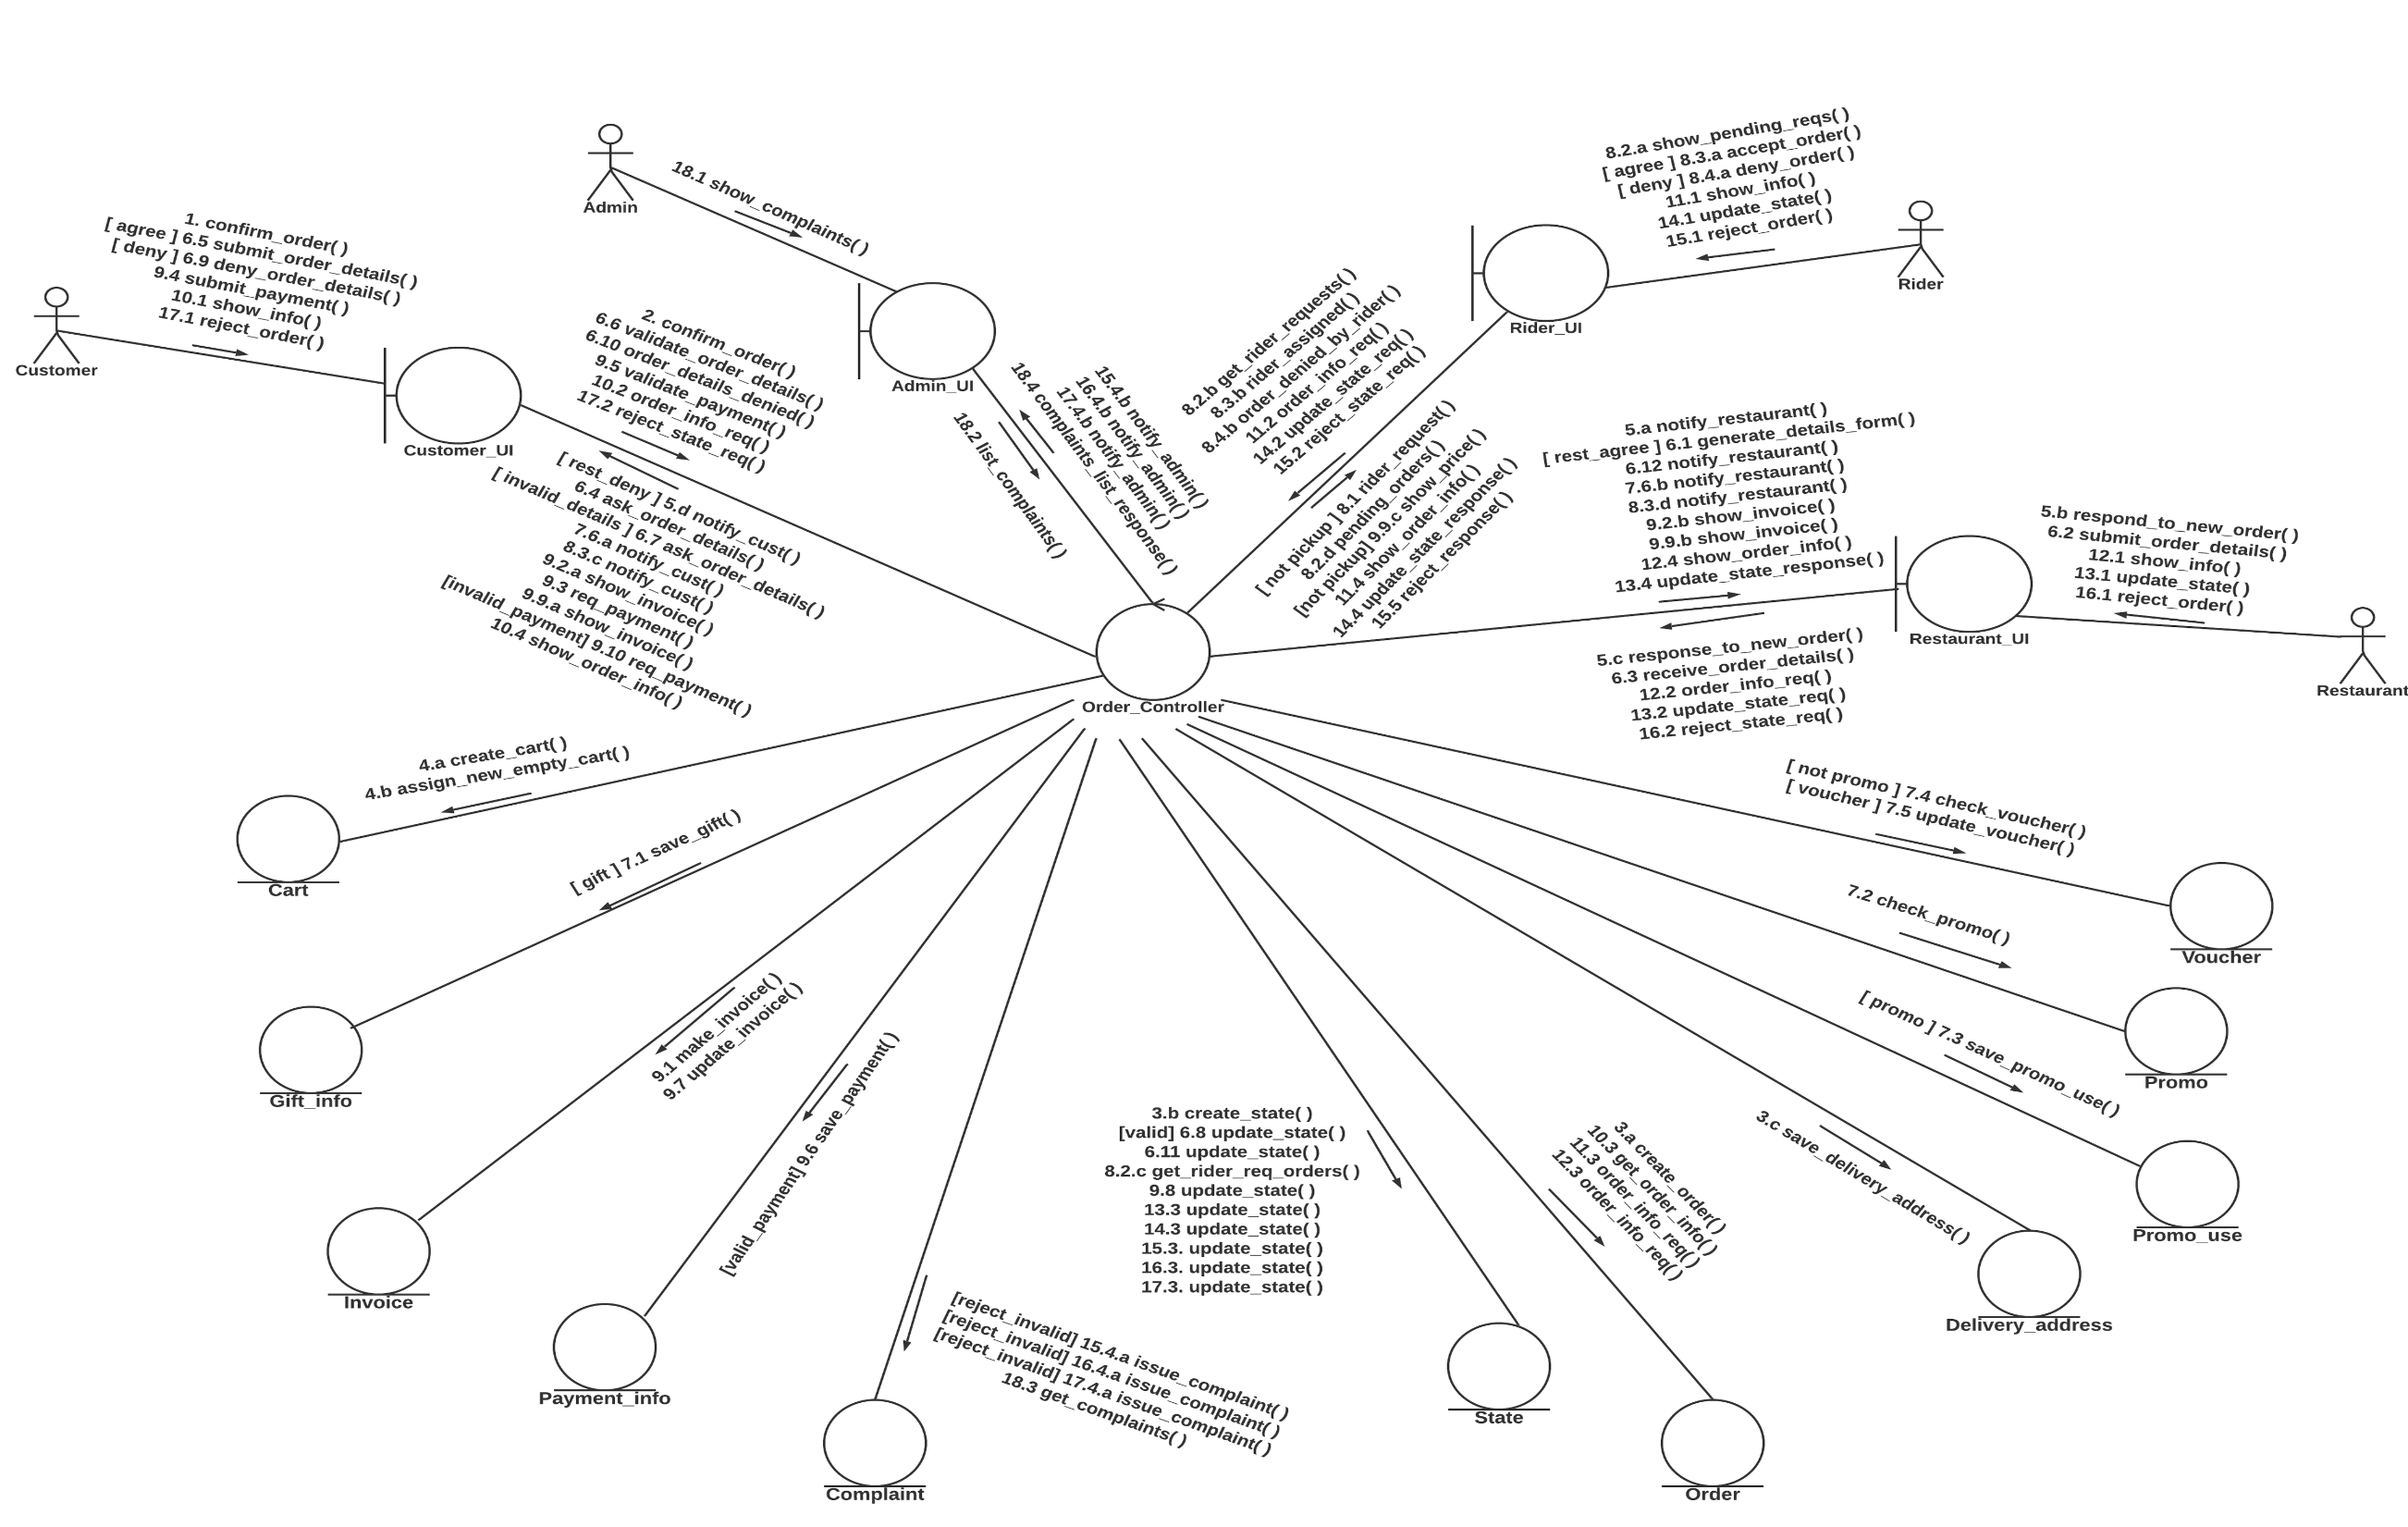 Admin
18.1 show_complaints( )
8.2.a show_pending_reqs( )
[ agree ] 8.3.a accept_order( )
[ deny ] 8.4.a deny_order( )
11.1 show_info( )
14.1 update_state( )
15.1 reject_order( )
Rider
Rider_UI
1. confirm_order( )
[ agree ] 6.5 submit_order_details( )
[ deny ] 6.9 deny_order_details( )
9.4 submit_payment( )
10.1 show_info( )
17.1 reject_order( )
Customer
Customer_UI
2. confirm_order( )
6.6 validate_order_details( )
6.10 order_details_denied( )
9.5 validate_payment( )
10.2 order_info_req( )
17.2 reject_state_req( )
Admin_UI
18.2 list_complaints( )
15.4.b notify_admin( )
16.4.b notify_admin( )
17.4.b notify_admin( )
18.4 complaints_list_response( )
8.2.b get_rider_requests( )
8.3.b rider_assigned( )
8.4.b order_denied_by_rider( )
11.2 order_info_req( )
14.2 update_state_req( )
15.2 reject_state_req( )
[ not pickup ] 8.1 rider_request( )
8.2.d pending_orders( )
[not pickup] 9.9.c show_price( )
11.4 show_order_info( )
14.4 update_state_response( )
15.5 reject_response( )
[ rest_deny ] 5.d notify_cust( )
6.4 ask_order_details( )
[ invalid_details ] 6.7 ask_order_details( )
7.6.a notify_cust( )
8.3.c notify_cust( )
9.2.a show_invoice( )
9.3 req_payment( )
9.9.a show_invoice( )
[invalid_payment] 9.10 req_payment( )
10.4 show_order_info( )
5.a notify_restaurant( )
[ rest_agree ] 6.1 generate_details_form( )
6.12 notify_restaurant( )
7.6.b notify_restaurant( )
8.3.d notify_restaurant( )
9.2.b show_invoice( )
9.9.b show_invoice( )
12.4 show_order_info( )
13.4 update_state_response( )
5.c response_to_new_order( )
6.3 receive_order_details( )
12.2 order_info_req( )
13.2 update_state_req( )
16.2 reject_state_req( )
Restaurant_UI
5.b respond_to_new_order( )
6.2 submit_order_details( )
12.1 show_info( )
13.1 update_state( )
16.1 reject_order( )
Restaurant
Order_Controller
4.a create_cart( )
4.b assign_new_empty_cart( )
Cart
[ gift ] 7.1 save_gift( )
Gift_info
9.1 make_invoice( )
9.7 update_invoice( )
Invoice
[valid_payment] 9.6 save_payment( )
Payment_info
[reject_invalid] 15.4.a issue_complaint( )
[reject_invalid] 16.4.a issue_complaint( )
[reject_invalid] 17.4.a issue_complaint( )
18.3 get_complaints( )
Complaint
3.b create_state( )
[valid] 6.8 update_state( )
6.11 update_state( )
8.2.c get_rider_req_orders( )
9.8 update_state( )
13.3 update_state( )
14.3 update_state( )
15.3. update_state( )
16.3. update_state( )
17.3. update_state( )
State
3.a create_order( )
10.3 get_order_info( )
11.3 order_info_req( )
12.3 order_info_req( )
Order
3.c save_delivery_address( )
Delivery_address
[ promo ] 7.3 save_promo_use( )
Promo_use
7.2 check_promo( )
Promo
[ not promo ] 7.4 check_voucher( )
[ voucher ] 7.5 update_voucher( )
Voucher